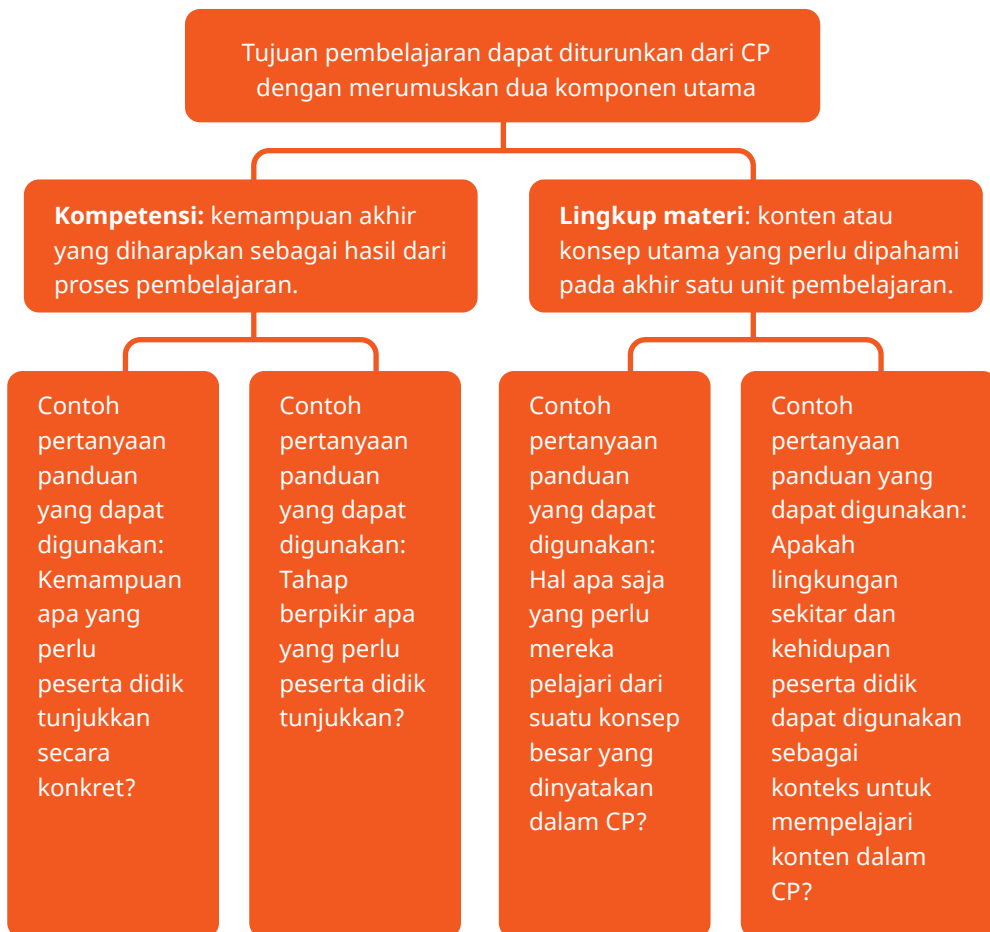 Tujuan pembelajaran dapat diturunkan dari CP
dengan merumuskan dua komponen utama
Kompetensi: kemampuan akhir
yang diharapkan sebagai hasil dari
proses pembelajaran.
Lingkup materi: konten atau
konsep utama yang perlu dipahami
pada akhir satu unit pembelajaran.
Contoh
pertanyaan
panduan
yang dapat
digunakan:
Kemampuan
apa yang
perlu
peserta didik
tunjukkan
secara
konkret?
Contoh
pertanyaan
panduan
yang dapat
digunakan:
Tahap
berpikir apa
yang perlu
peserta didik
tunjukkan?
Contoh
pertanyaan
panduan
yang dapat
digunakan:
Hal apa saja
yang perlu
mereka
pelajari dari
suatu konsep
besar yang
dinyatakan
dalam CP?
Contoh
pertanyaan
panduan yang
dapat digunakan:
Apakah
lingkungan
sekitar dan
kehidupan
peserta didik
dapat digunakan
sebagai
konteks untuk
mempelajari
konten dalam
CP?